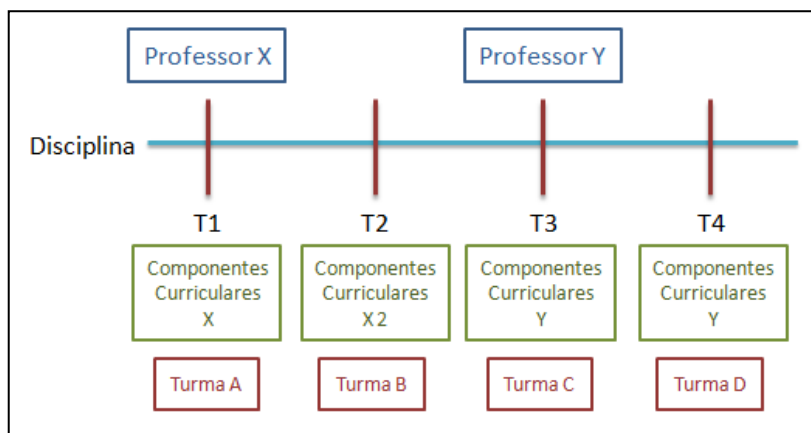 Professor X
Professor Y
Disciplina
T1
T2
T3
T4
Componentes
Curriculares
X
Componentes
Curriculares
X 2
Componentes
Curriculares
Y
Componentes
Curriculares
Y
Turma A
Turma B
Turma C
Turma D